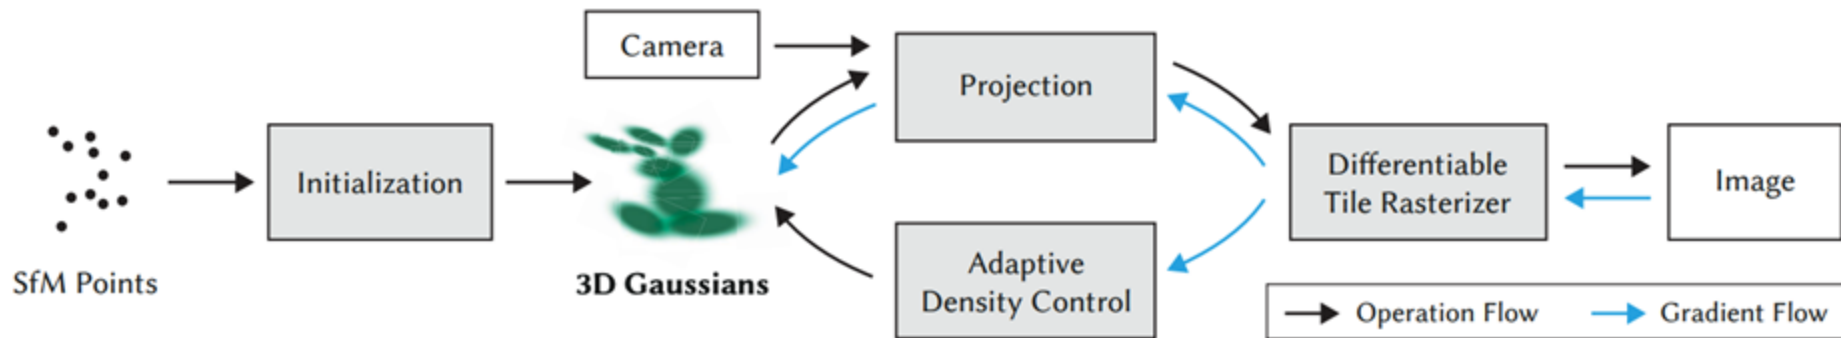 SfM Points
Initialization
Camera
3D Gaussians
Projection
Adaptive
Density Control
Differentiable
Tile Rasterizer
Image
Operation Flow
Gradient Flow